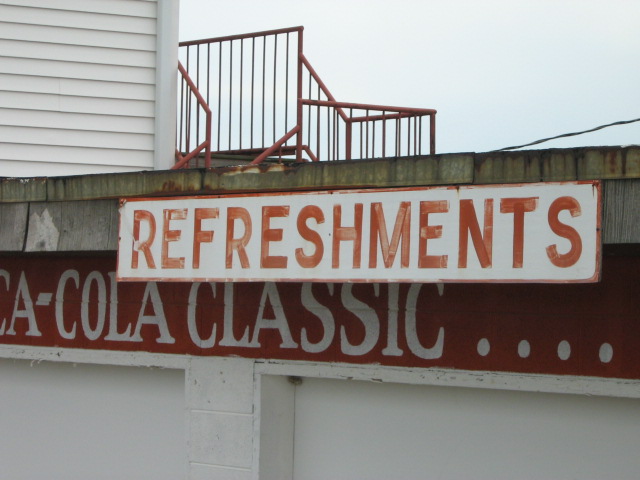 REFRESHMENTS
CA-COLA CLASSIC ....